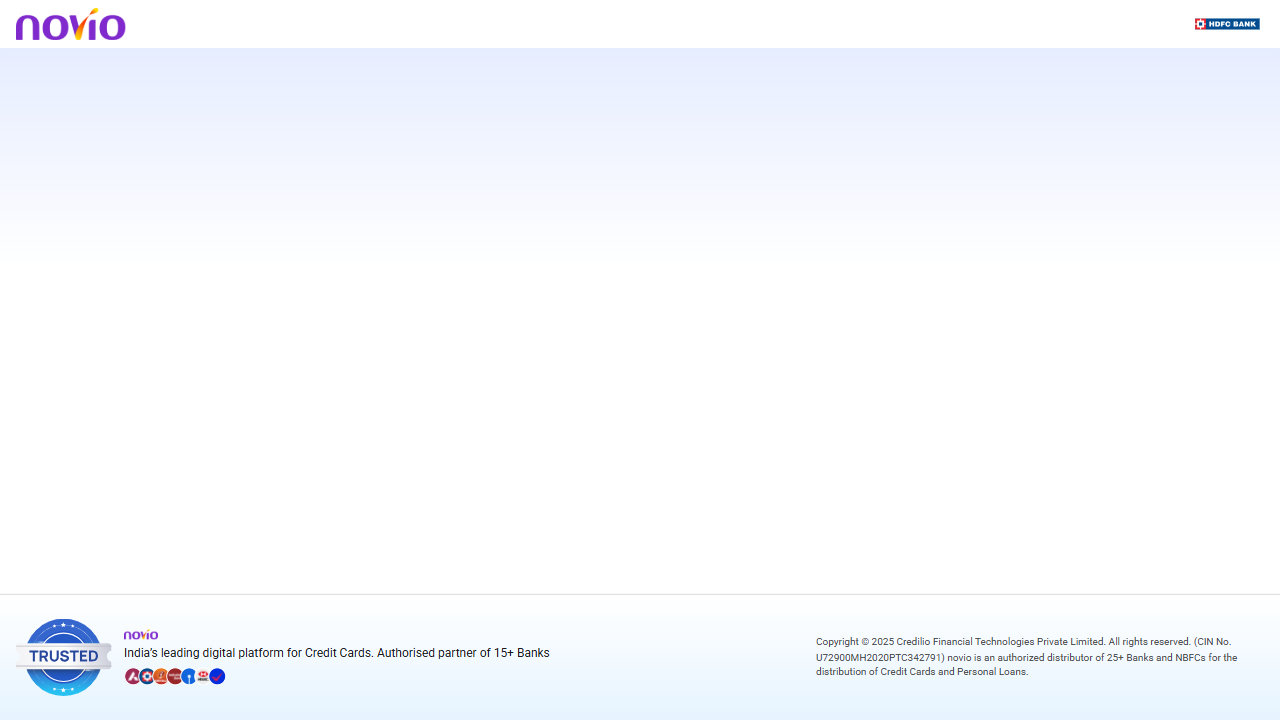 novio
HDFC BANK
TRUSTED
novio
India's leading digital platform for Credit Cards. Authorised partner of 15+ Banks
Copyright © 2025 Credilio Financial Technologies Private Limited. All rights reserved. (CIN No.
U72900MH2020PTC342791) novio is an authorized distributor of 25+ Banks and NBFCs for the
distribution of Credit Cards and Personal Loans.